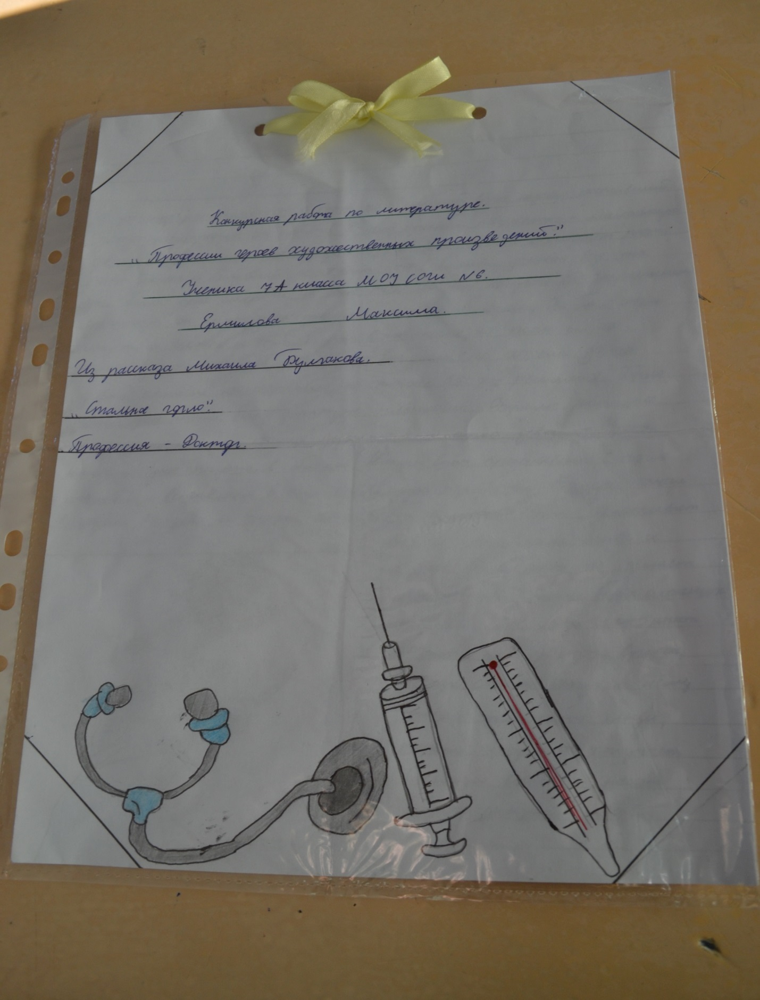 Конкурсная работа по литературе.
„Профессии героев художественных произведений."
Ученика 7А класса МОУ сош №6.
Ермилова Максима.
Из рассказа Михаила Булгакова.
„Стальное горло".
Профессия – Доктор.